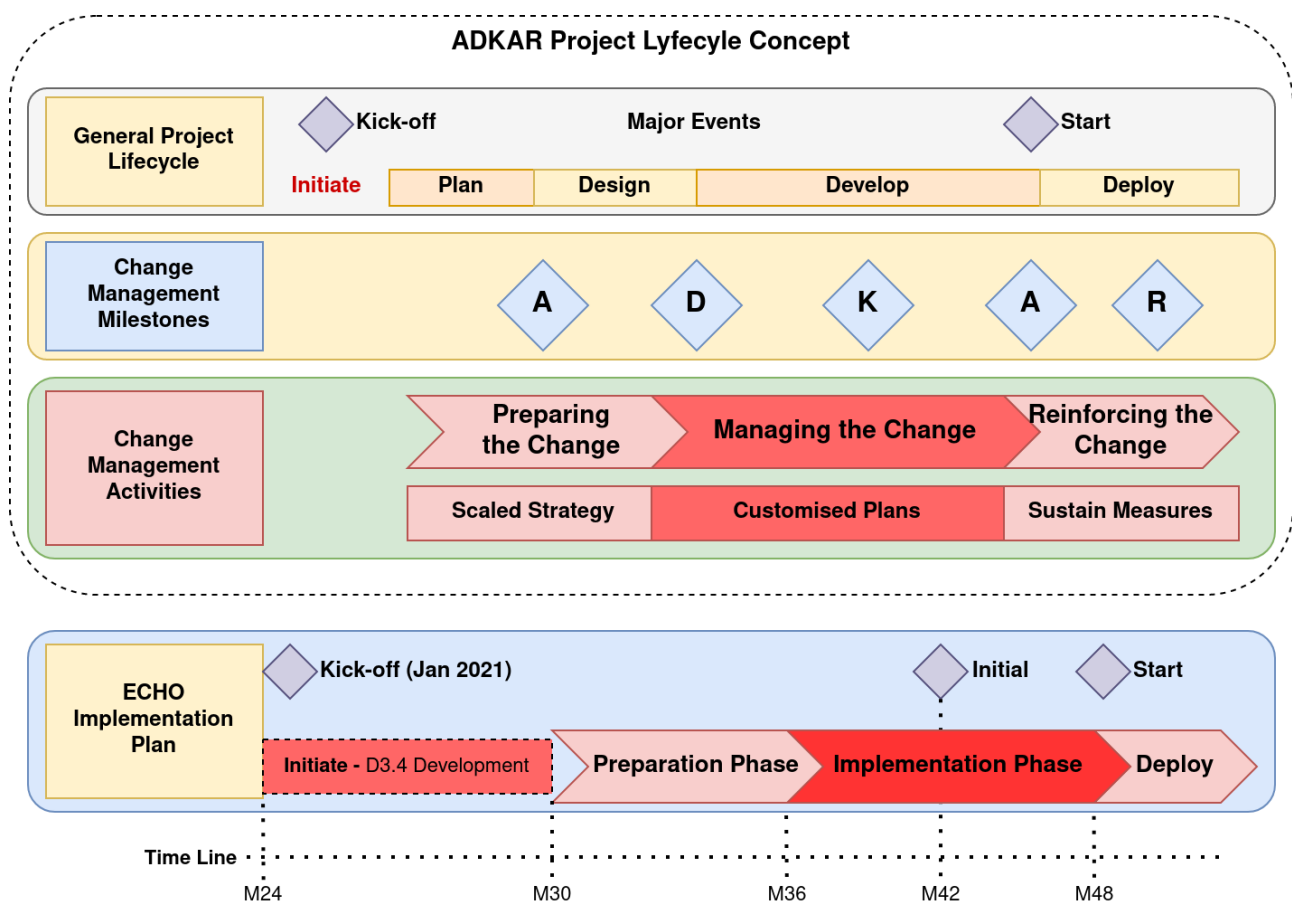 ADKAR Project Lyfecyle Concept
General Project
Lifecycle
Kick-off
Major Events
Start
Initiate
Plan
Design
Develop
Deploy
Change
Management
Milestones
A
D
K
A
R
Change
Management
Activities
Preparing
the Change
Managing the Change
Reinforcing the
Change
Scaled Strategy
Customised Plans
Sustain Measures
ECHO
Implementation
Plan
Kick-off (Jan 2021)
Initial
Start
Initiate - D3.4 Development
Preparation Phase
Implementation Phase
Deploy
Time Line
M24
M30
M36
M42
M48